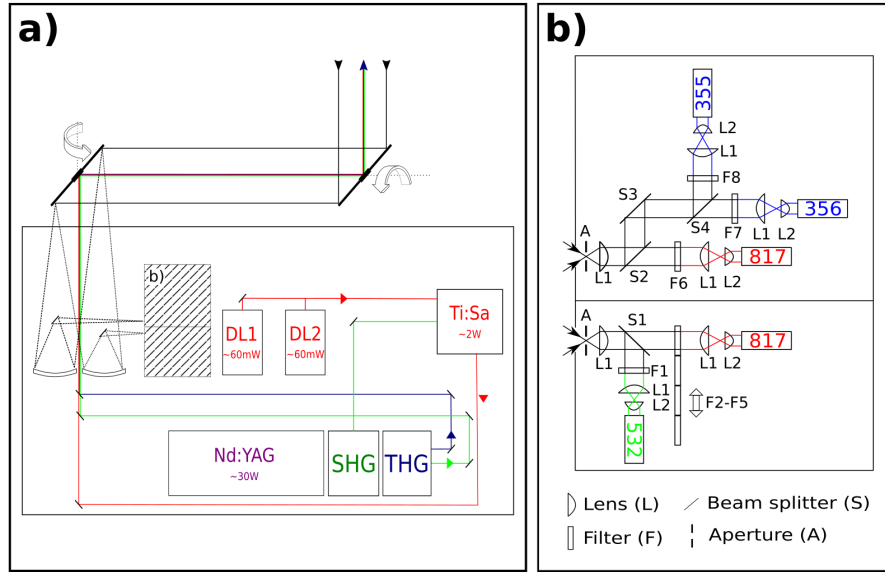 a)
b)
DL1
~60mW
DL2
~60mW
Ti:Sa
~2W
Nd:YAG
~30W
SHG
THG
b)
355
L2
L1
F8
S3
S4
F7
L1
L2
356
A
L1
S2
F6
L1
L2
817
A
L1
S1
L1
L2
817
F1
L1
L2
F2-F5
532
Lens (L)
Beam splitter (S)
Filter (F)
Aperture (A)